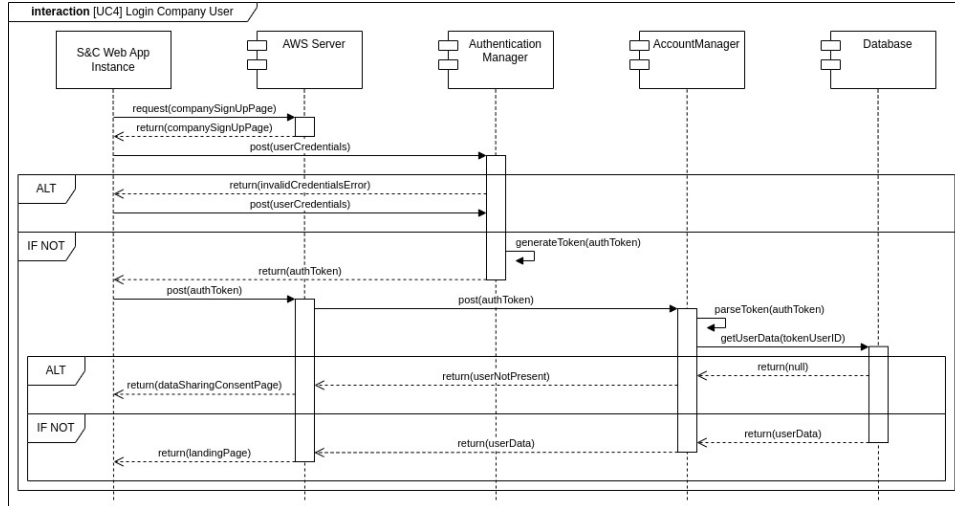 interaction [UC4] Login Company User
S&C Web App
Instance
AWS Server
Authentication
Manager
AccountManager
Database
request(companySignUpPage)
return(companySignUpPage)
post(userCredentials)
ALT
return(invalidCredentialsError)
post(userCredentials)
IF NOT
generateToken(authToken)
return(authToken)
post(authToken)
post(authToken)
parseToken(authToken)
getUserData(tokenUserID)
ALT
return(null)
return(userNotPresent)
return(dataSharingConsentPage)
IF NOT
return(userData)
return(userData)
return(landingPage)